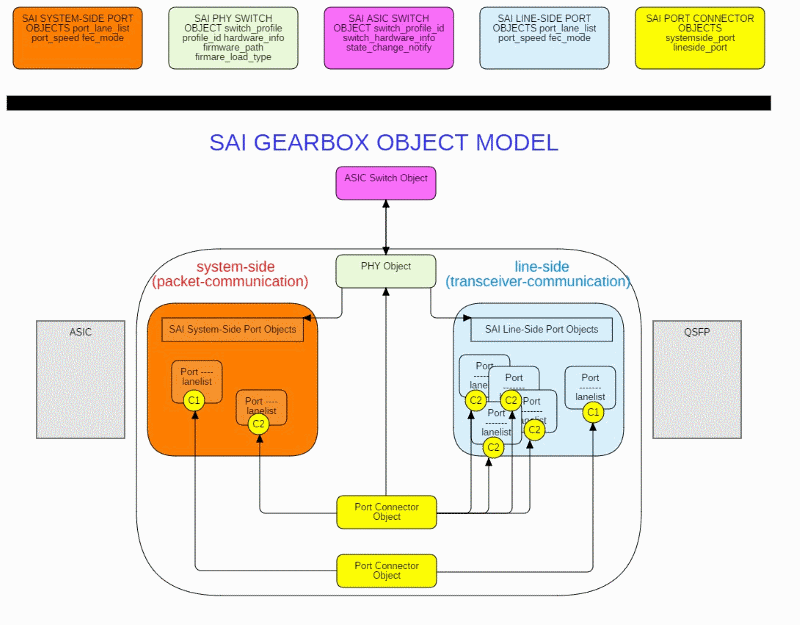 SAI SYSTEM-SIDE PORT
OBJECTS port_lane_list
port_speed fec_mode
SAI PHY SWITCH
OBJECT switch_profile
profile_id hardware_info
firmware_path
firmare_load_type
SAI ASIC SWITCH
OBJECT switch_profile_id
switch_hardware_info
state_change_notify
SAI LINE-SIDE PORT
OBJECTS port_lane_list
port_speed fec_mode
SAI PORT CONNECTOR
OBJECTS
systemside_port
lineside_port
SAI GEARBOX OBJECT MODEL
ASIC Switch Object
system-side
(packet-communication)
PHY Object
line-side
(transceiver-communication)
ASIC
SAI System-Side Port Objects
SAI Line-Side Port Objects
QSFP
Port ----
lanelist
C1
Port ----
lanelist
C2
Port
-------
lane
C2
Port
-------
C2
Port
-------
lanelist
C2
Port
-------
C2
Port
-------
lanelist
C1
Port Connector
Object
Port Connector
Object